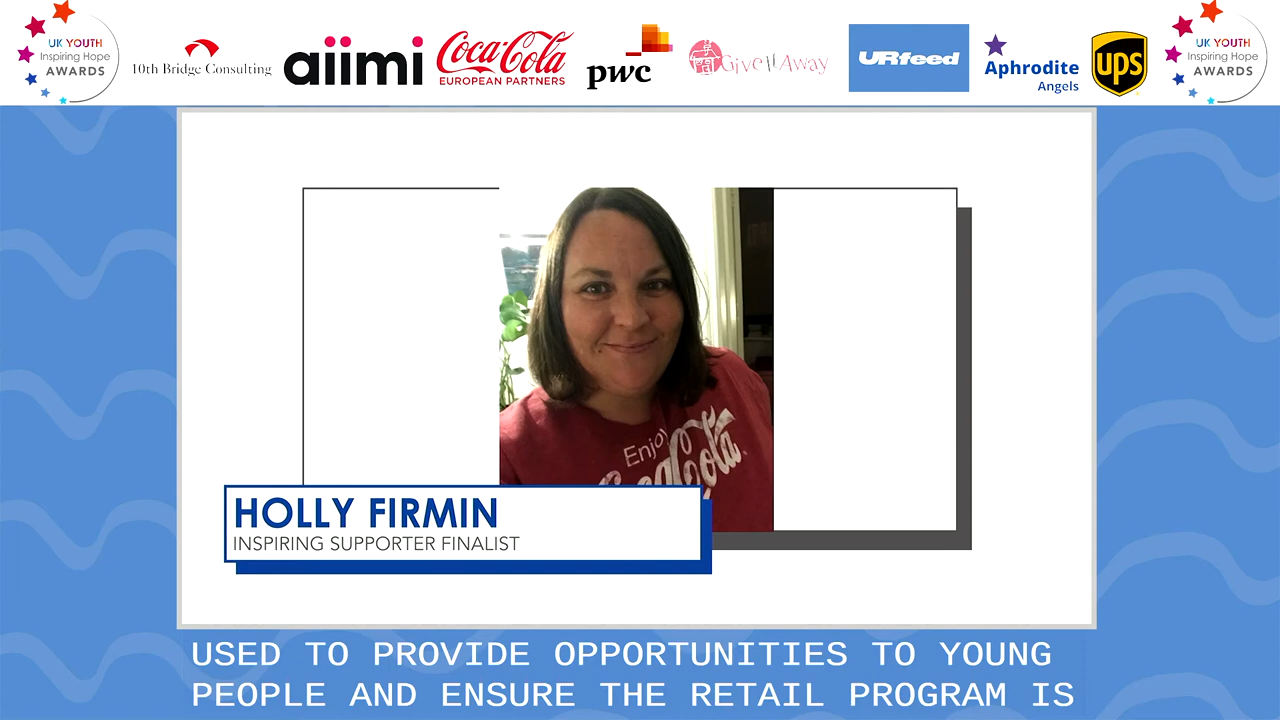 UK YOUTH
Inspiring Hope
AWARDS
10th Bridge Consulting
aiimi
Coca-Cola
EUROPEAN PARTNERS
pwc
Give It Away
URfeed
Aphrodite
Angels
ups
UK YOUTH
Inspiring Hope
AWARDS
Enjoy
Coca-Cola
HOLLY FIRMIN
INSPIRING SUPPORTER FINALIST
USED TO PROVIDE OPPORTUNITIES TO YOUNG
PEOPLE AND ENSURE THE RETAIL PROGRAM IS